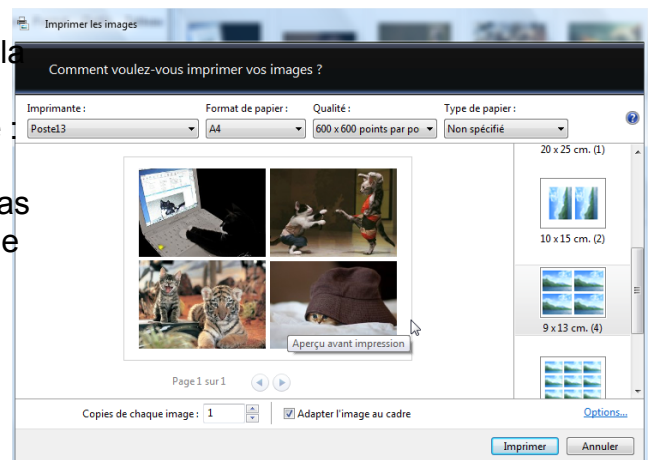 Imprimer les images
la
Comment voulez-vous imprimer vos images ?
Imprimante : Format de papier : Qualité : Type de papier :
:
Poste13 A4 600 x 600 points par po Non spécifié
20 x 25 cm. (1)
as
e
10 x 15 cm. (2)
9 x 13 cm. (4)
Aperçu avant impression
Page 1 sur 1
Copies de chaque image : 1 Adapter l'image au cadre Options...
Imprimer Annuler